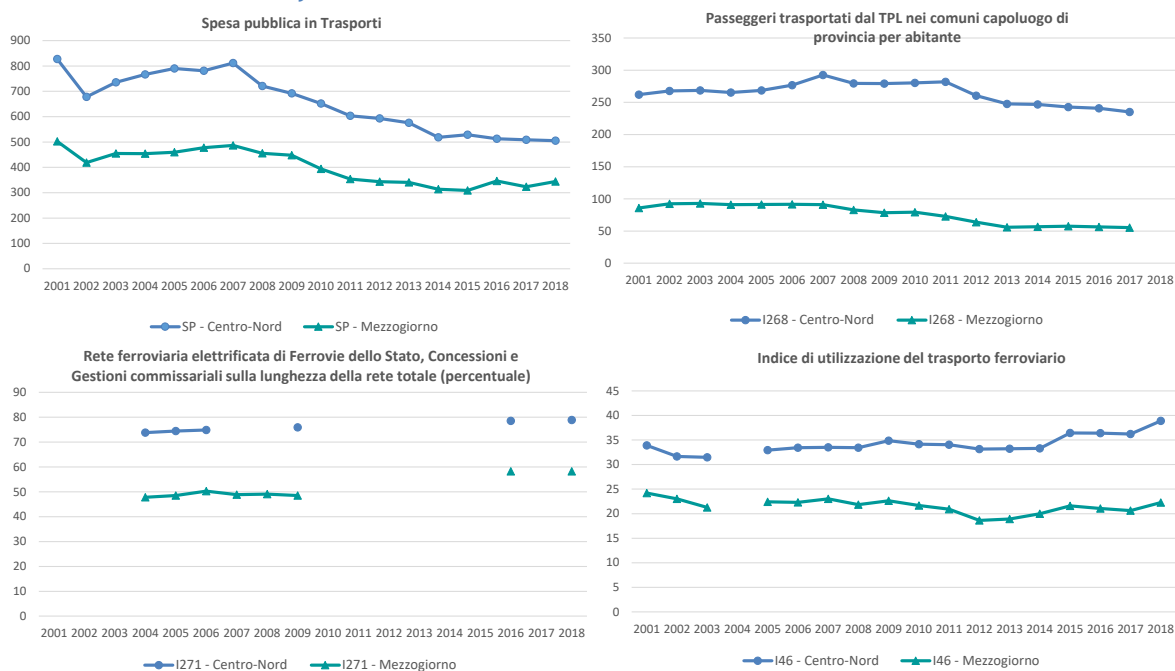 Spesa pubblica in Trasporti
900
800
700
600
500
400
300
200
100
0
2001 2002 2003 2004 2005 2006 2007 2008 2009 2010 2011 2012 2013 2014 2015 2016 2017 2018
SP - Centro-Nord SP - Mezzogiorno
Passeggeri trasportati dal TPL nei comuni capoluogo di
provincia per abitante
350
300
250
200
150
100
50
0
2001 2002 2003 2004 2005 2006 2007 2008 2009 2010 2011 2012 2013 2014 2015 2016 2017 2018
I268 - Centro-Nord I268 - Mezzogiorno
Rete ferroviaria elettrificata di Ferrovie dello Stato, Concessioni e
Gestioni commissariali sulla lunghezza della rete totale (percentuale)
90
80
70
60
50
40
30
20
10
0
2001 2002 2003 2004 2005 2006 2007 2008 2009 2010 2011 2012 2013 2014 2015 2016 2017 2018
I271 - Centro-Nord I271 - Mezzogiorno
Indice di utilizzazione del trasporto ferroviario
45
40
35
30
25
20
15
10
5
0
2001 2002 2003 2004 2005 2006 2007 2008 2009 2010 2011 2012 2013 2014 2015 2016 2017 2018
I46 - Centro-Nord I46 - Mezzogiorno